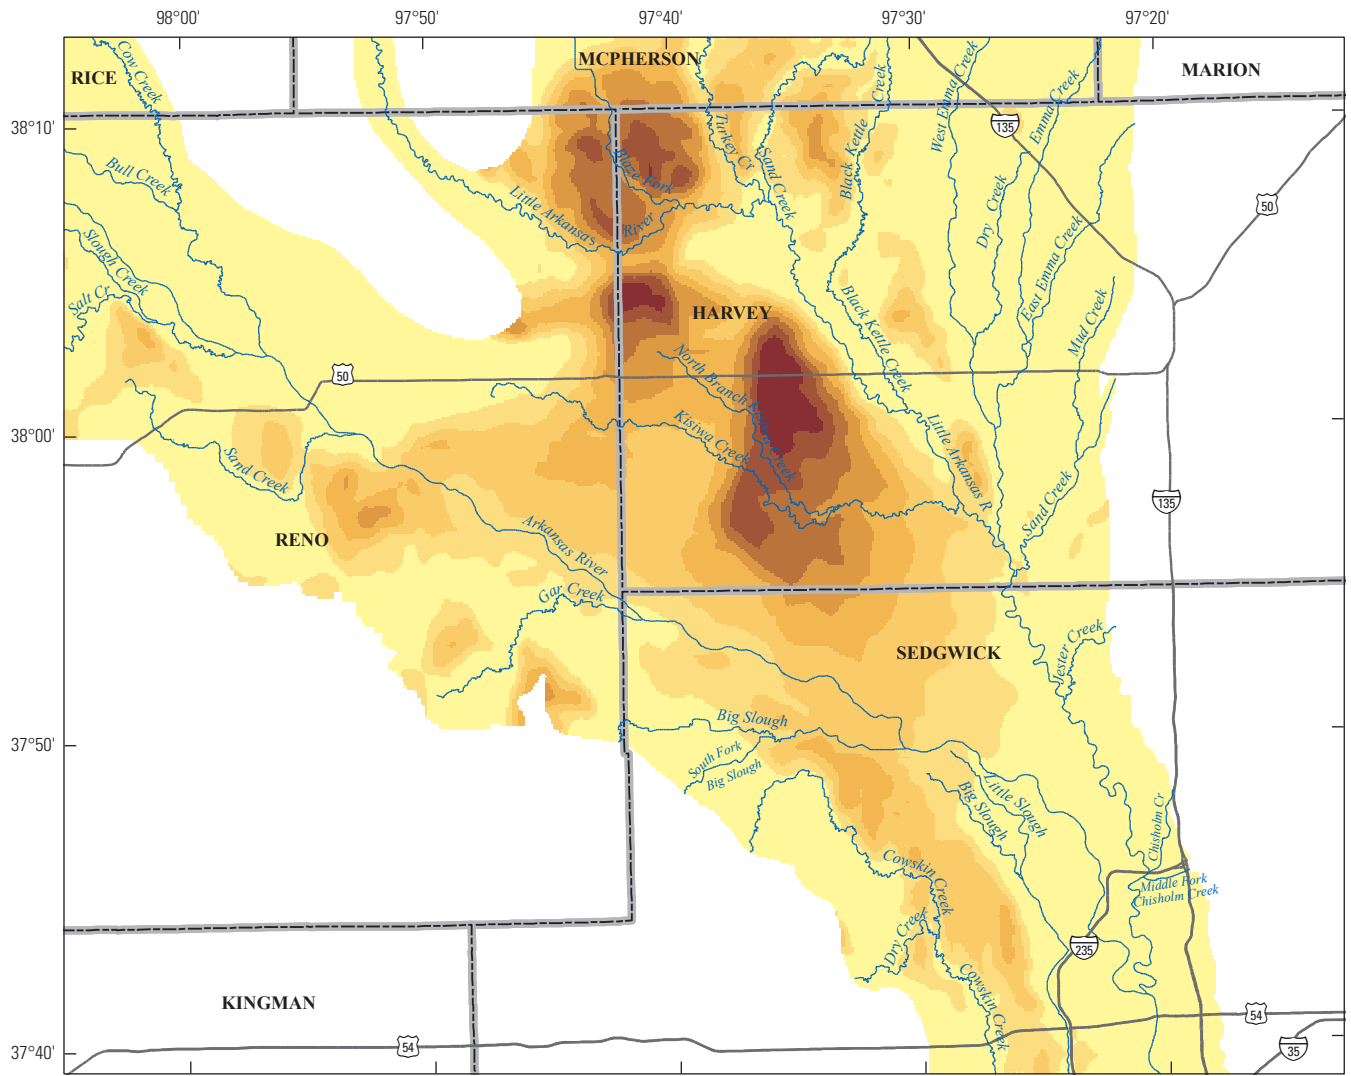 98°00'
97°50'
97°40'
97°30'
97°20'
RICE
Cow Creek
MCPHERSON
Creek
West Emma Creek
MARION
38°10'
Bull Creek
Blaze Fork
Turkey Cr
Sand Creek
Black Kettle
135
Emma Creek
Little Arkansas
River
Dry Creek
50
Slough Creek
Salt Cr
East Emma Creek
HARVEY
Black Kettle Creek
Mud Creek
50
North Branch Kisiwa Creek
Kisiwa Creek
Little Arkansas R
38°00'
Sand Creek
Sand Creek
135
RENO
Arkansas River
Gar Creek
SEDGWICK
Jester Creek
37°50'
Big Slough
South Fork
Big Slough
Little Slough
Big Slough
Chisholm Cr
Cowskin Creek
Middle Fork
Chisholm Creek
Dry Creek
235
Cowskin Creek
KINGMAN
54
37°40'
54
35